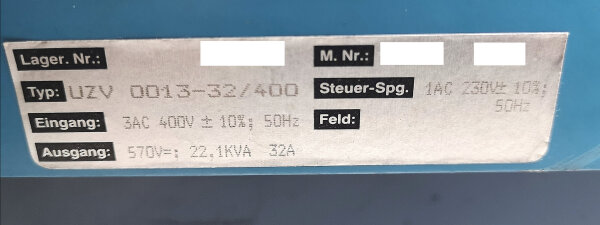 Lager. Nr.: M. Nr.:
Typ: UZV 0013-32/400 Steuer-Spg. 1AC 230V± 10%;
50Hz
Eingang: 3AC 400V ± 10%; 50Hz Feld:
Ausgang: 570V=; 22,1KVA 32A